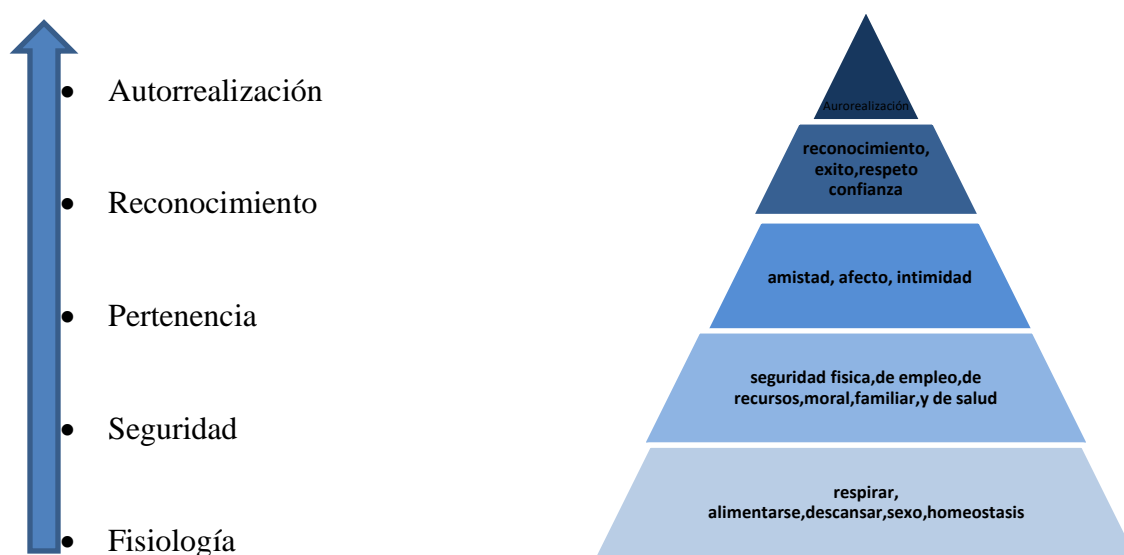 • Autorrealización
• Reconocimiento
• Pertenencia
• Seguridad
• Fisiología
Aurorealización
reconocimiento,
exito,respeto
confianza
amistad, afecto, intimidad
seguridad fisica,de empleo,de
recursos,moral,familiar,y de salud
respirar,
alimentarse,descansar,sexo,homeostasis